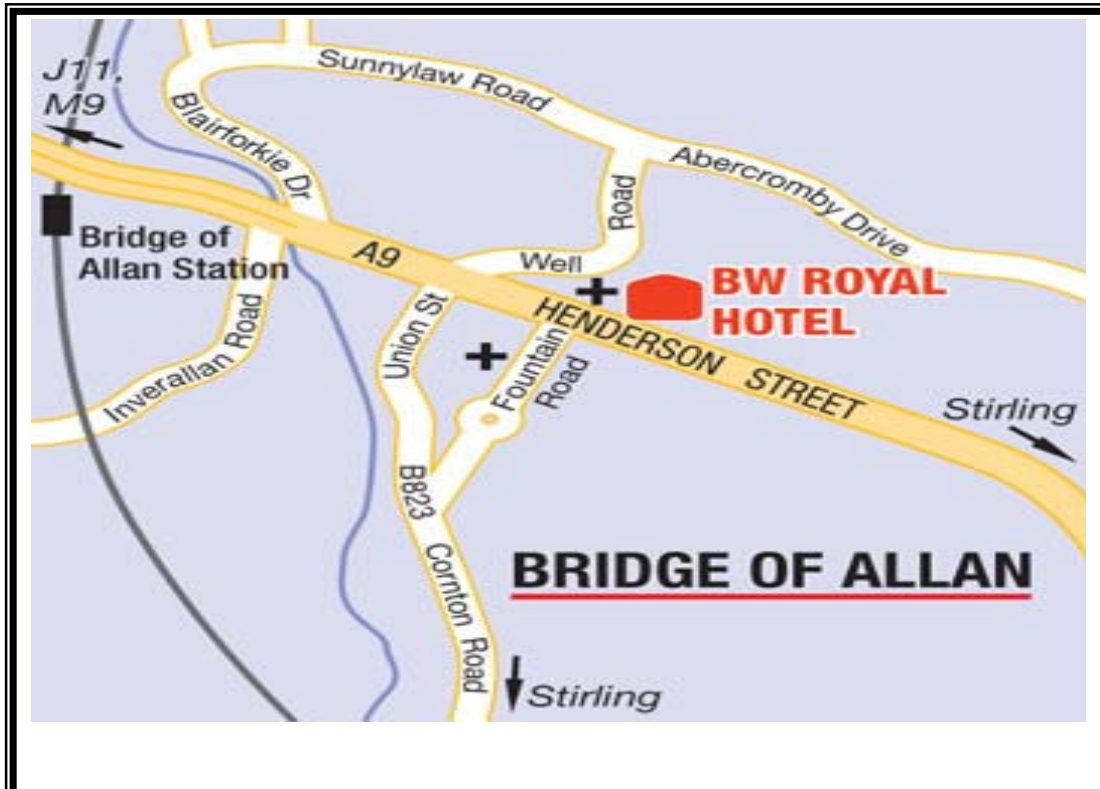 J11,
M9
Sunnylaw Road
Blairforkie Dr
Abercromby Drive
Road
Well
A9
Bridge of
Allan Station
BW ROYAL
HOTEL
Inverallan Road
Union St
HENDERSON STREET
Fountain
Road
Stirling
B823
Cornton Road
BRIDGE OF ALLAN
Stirling